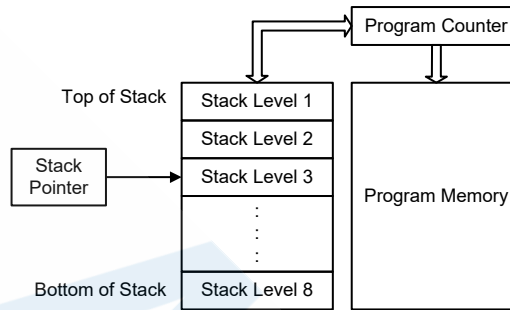 Program Counter
Top of Stack
Stack Level 1
Stack Level 2
Stack
Pointer
Stack Level 3
Program Memory
:
:
:
Bottom of Stack
Stack Level 8